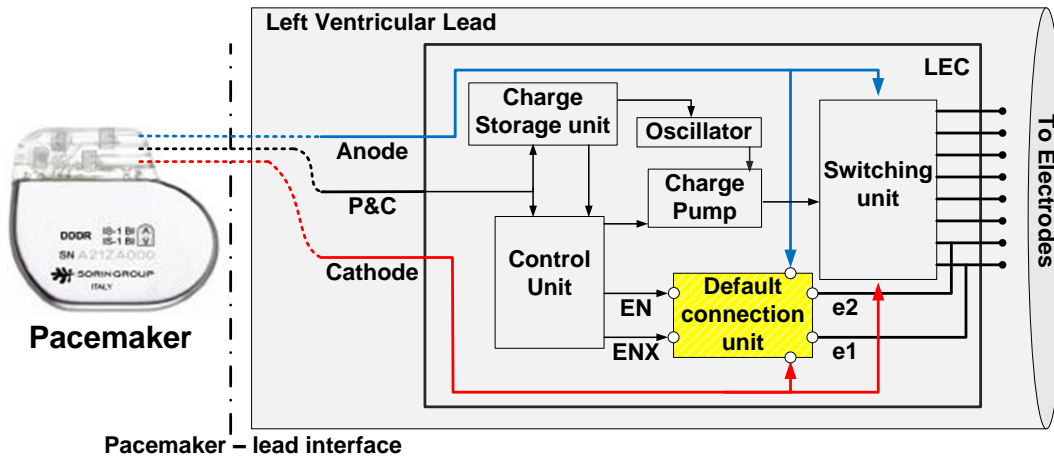 Left Ventricular Lead
LEC
Charge
Storage unit
Oscillator
Anode
P&C
Charge
Pump
Switching
unit
To Electrodes
DDDR
IS-1 BI A
IS-1 BI V
SN A21ZA000
SORIN GROUP
ITALY
Cathode
Control
Unit
EN
ENX
Default
connection
unit
e2
e1
Pacemaker
Pacemaker – lead interface